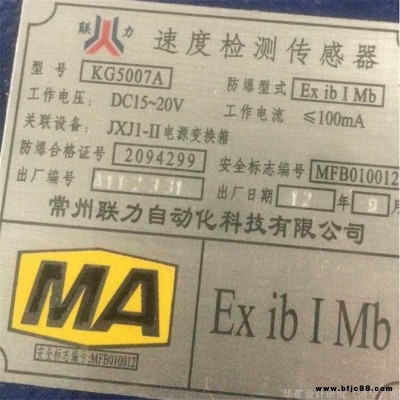 联 力 速度检测传感器
型 号 KG5007A 防爆型式 Ex ib I Mb
工作电压: DC15~20V 工作电流 ≤100mA
关联设备: JXJ1-II电源变换箱
防爆合格证号 2094299 安全标志编号 MFB010012
出厂编号 出厂日期 12 年 9 月
常州联力自动化科技有限公司
MA
安全标志编号:MFB010012
Ex ib I Mb
www.bfjc88.com